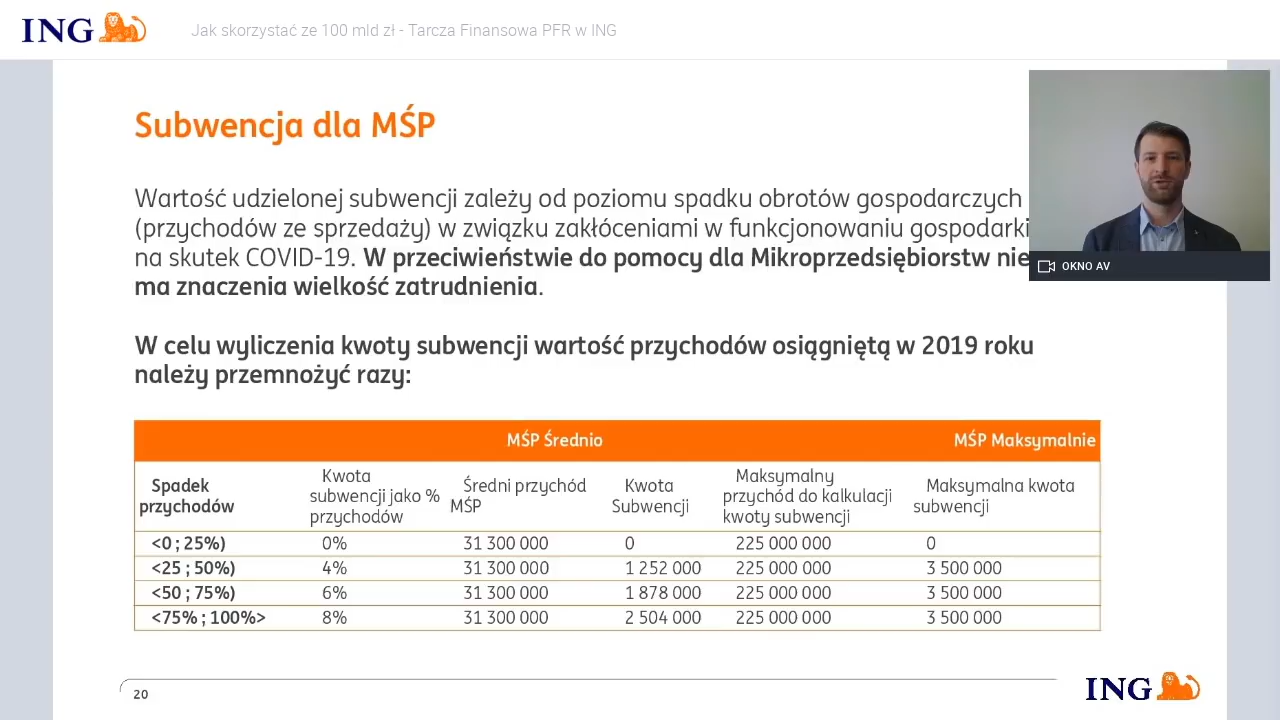 ING
Jak skorzystać ze 100 mld zł - Tarcza Finansowa PFR w ING
Subwencja dla MŚP
Wartość udzielonej subwencji zależy od poziomu spadku obrotów gospodarczych
(przychodów ze sprzedaży) w związku zakłóceniami w funkcjonowaniu gospodarki
na skutek COVID-19. W przeciwieństwie do pomocy dla Mikroprzedsiębiorstw nie
ma znaczenia wielkość zatrudnienia.
OKNO AV
W celu wyliczenia kwoty subwencji wartość przychodów osiągniętą w 2019 roku
należy przemnożyć razy:
MŚP Średnio MŚP Maksymalnie
Spadek przychodów Kwota subwencji jako % przychodów Średni przychód MŚP Kwota Subwencji Maksymalny przychód do kalkulacji kwoty subwencji Maksymalna kwota subwencji
<0 ; 25%) 0% 31 300 000 0 225 000 000 0
<25 ; 50%) 4% 31 300 000 1 252 000 225 000 000 3 500 000
<50 ; 75%) 6% 31 300 000 1 878 000 225 000 000 3 500 000
<75% ; 100%> 8% 31 300 000 2 504 000 225 000 000 3 500 000
20
ING